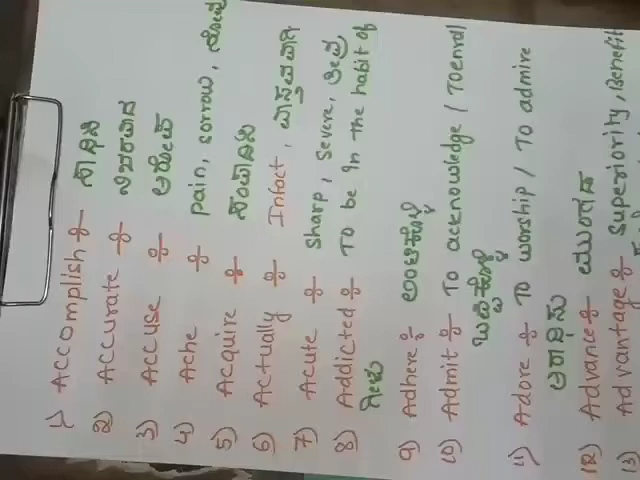 1) Accomplish :- ಸಾಧಿಸು
2) Accurate :- ನಿಖರವಾದ
3) Accuse :- ಆರೋಪ
4) Ache :- pain, sorrow, ನೋವು
5) Acquire :- ಸಂಪಾದಿಸು
6) Actually :- Infact, ವಾಸ್ತವವಾಗಿ
7) Acute :- sharp, severe, ತೀವ್ರ
8) Addicted :- To be in the habit of
ಗೀಳು
9) Adhere :- ಅಂಟಿಕೊಳ್ಳು
10) Admit :- To acknowledge / To enrol
ಒಪ್ಪಿಕೊಳ್ಳು
11) Adore :- To worship / To admire
ಆರಾಧಿಸು
12) Advance :- ಮುಂಗಡ
13) Advantage :- Superiority, Benefit